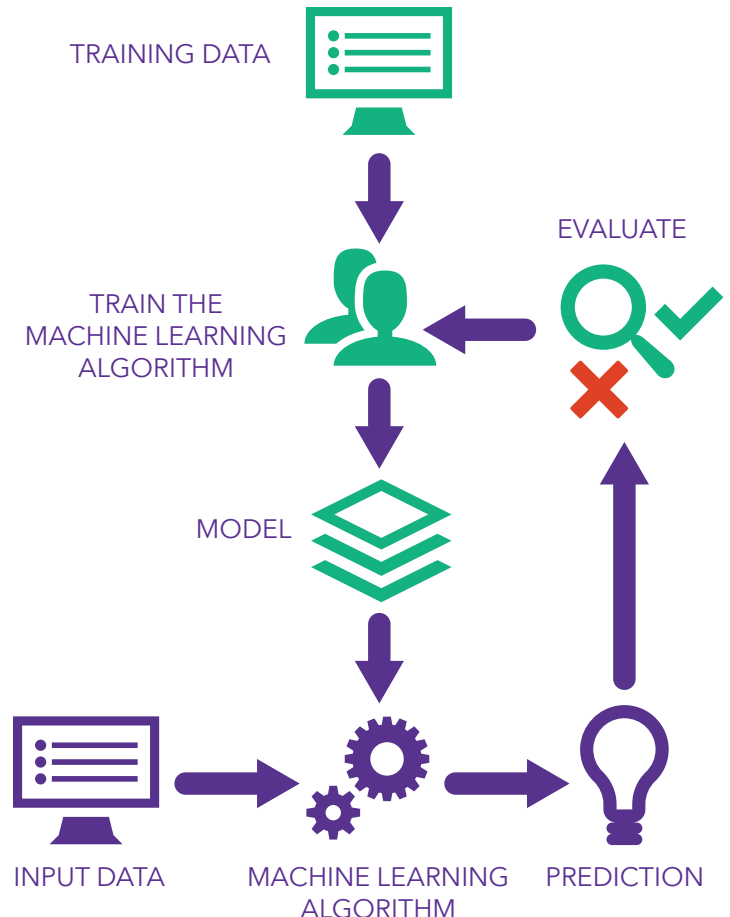 TRAINING DATA
EVALUATE
TRAIN THE
MACHINE LEARNING
ALGORITHM
MODEL
INPUT DATA
MACHINE LEARNING
ALGORITHM
PREDICTION